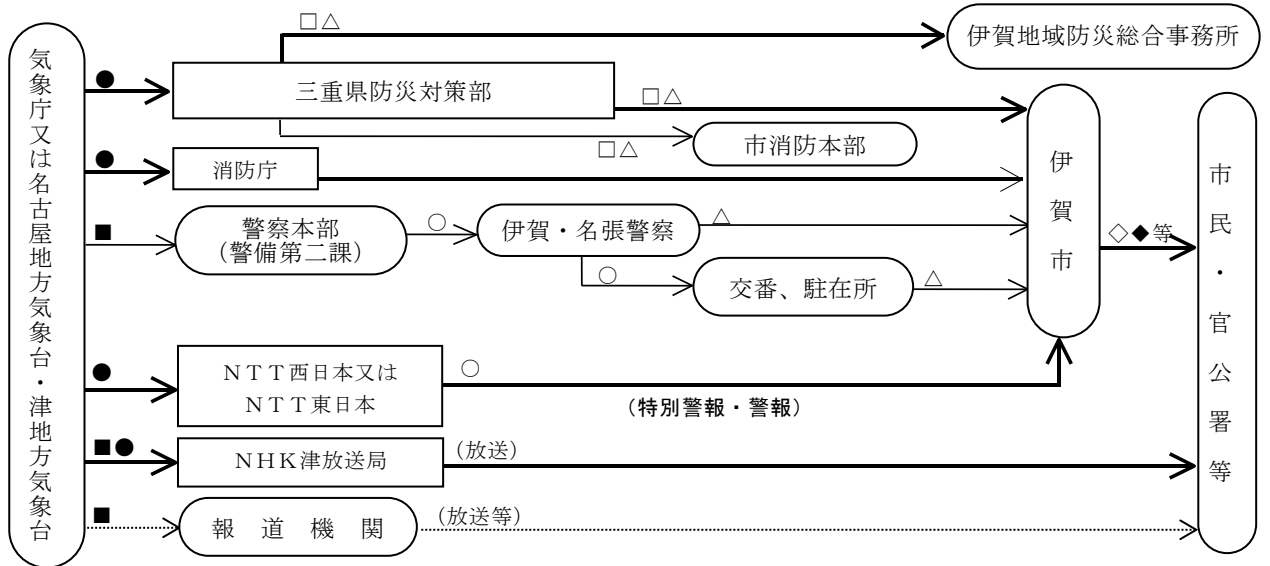 気象庁又は名古屋地方気象台・津地方気象台
□△
伊賀地域防災総合事務所
●
三重県防災対策部
□△
□△
市消防本部
●
消防庁
■
警察本部
（警備第二課）
○
伊賀・名張警察
△
○
交番、駐在所
△
伊賀市
◇◆等
市民・官公署等
●
ＮＴＴ西日本又は
ＮＴＴ東日本
○
（特別警報・警報）
■●
ＮＨＫ津放送局
（放送）
■
報道機関
（放送等）